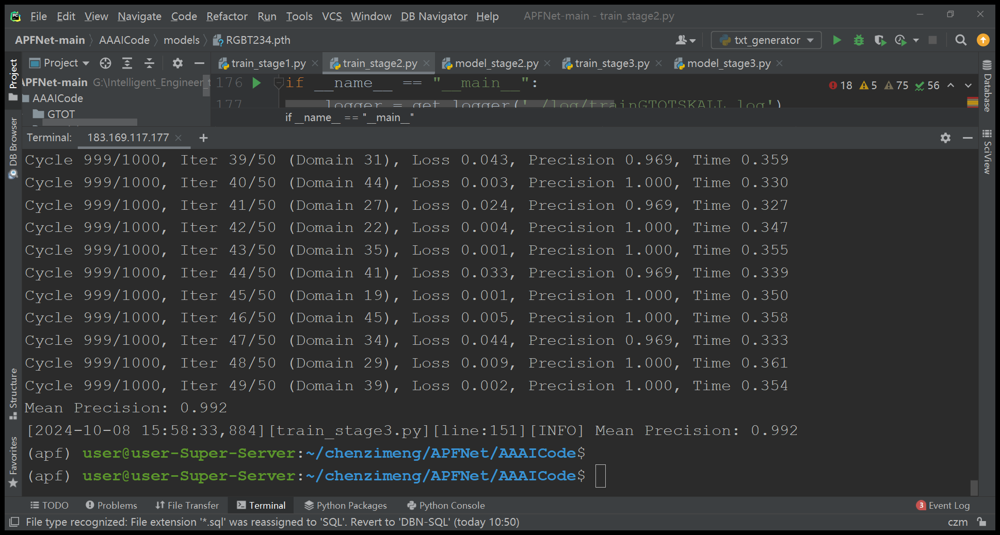 File Edit View Navigate Code Refactor Run Tools VCS Window DB Navigator Help APFNet-main - train_stage2.py
APFNet-main AAAICode models RGBT234.pth txt_generator
Project train_stage1.py train_stage2.py model_stage2.py train_stage3.py model_stage3.py
APFNet-main G:\Intelligent_Engineer_t
AAAICode
GTOT
176 if __name__ == "__main__":
177 logger = get_logger('./log/trainGTOTSKALL.log')
18 5 75 56
if __name__ == "__main__"
Project
DB Browser
Structure
Favorites
Database
SciView
Terminal: 183.169.117.177
Cycle 999/1000, Iter 39/50 (Domain 31), Loss 0.043, Precision 0.969, Time 0.359
Cycle 999/1000, Iter 40/50 (Domain 44), Loss 0.003, Precision 1.000, Time 0.330
Cycle 999/1000, Iter 41/50 (Domain 27), Loss 0.024, Precision 0.969, Time 0.327
Cycle 999/1000, Iter 42/50 (Domain 22), Loss 0.004, Precision 1.000, Time 0.347
Cycle 999/1000, Iter 43/50 (Domain 35), Loss 0.001, Precision 1.000, Time 0.355
Cycle 999/1000, Iter 44/50 (Domain 41), Loss 0.033, Precision 0.969, Time 0.339
Cycle 999/1000, Iter 45/50 (Domain 19), Loss 0.001, Precision 1.000, Time 0.350
Cycle 999/1000, Iter 46/50 (Domain 45), Loss 0.005, Precision 1.000, Time 0.358
Cycle 999/1000, Iter 47/50 (Domain 34), Loss 0.044, Precision 0.969, Time 0.333
Cycle 999/1000, Iter 48/50 (Domain 29), Loss 0.009, Precision 1.000, Time 0.361
Cycle 999/1000, Iter 49/50 (Domain 39), Loss 0.002, Precision 1.000, Time 0.354
Mean Precision: 0.992
[2024-10-08 15:58:33,884][train_stage3.py][line:151][INFO] Mean Precision: 0.992
(apf) user@user-Super-Server:~/chenzimeng/APFNet/AAAICode$
(apf) user@user-Super-Server:~/chenzimeng/APFNet/AAAICode$
TODO Problems File Transfer Terminal Python Packages Python Console 3 Event Log
File type recognized: File extension '*.sql' was reassigned to 'SQL'. Revert to 'DBN-SQL' (today 10:50) czm